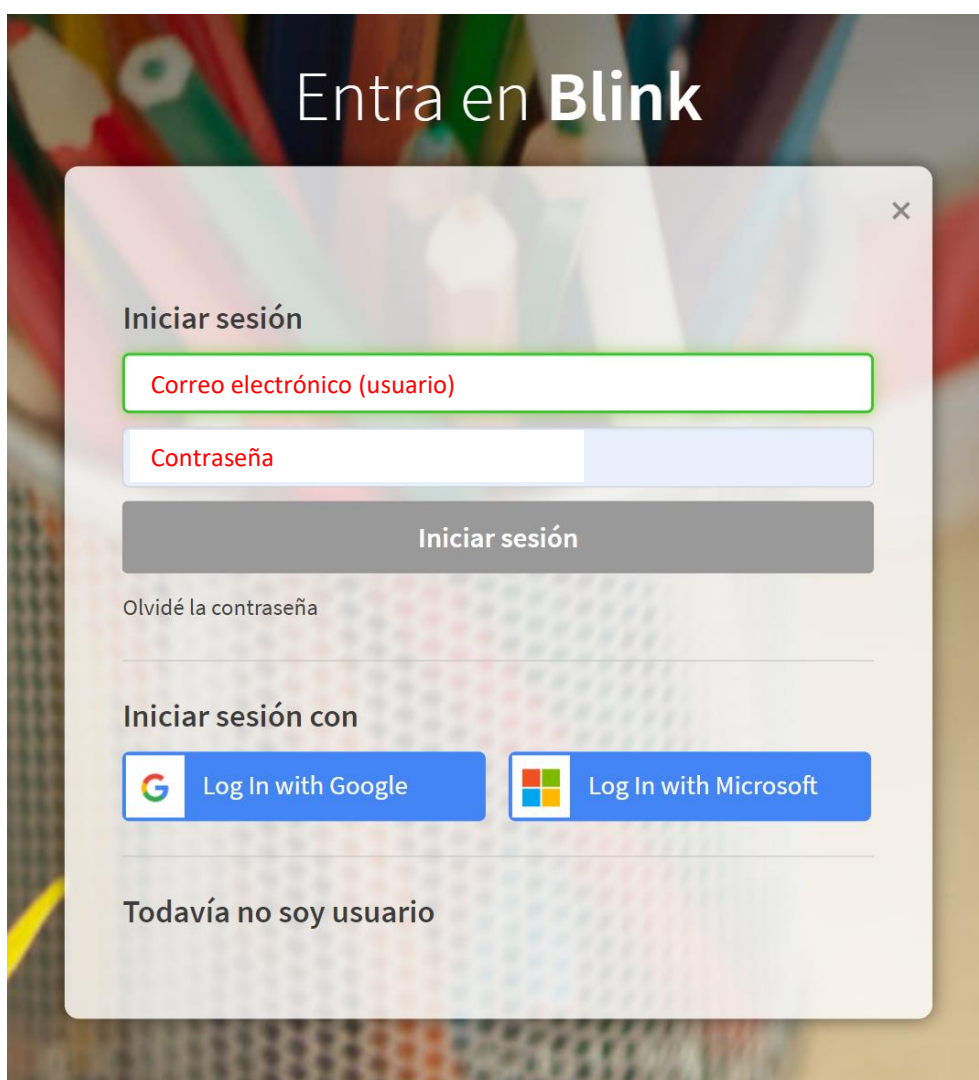 Entra en Blink
×
Iniciar sesión
Correo electrónico (usuario)
Contraseña
Iniciar sesión
Olvidé la contraseña
Iniciar sesión con
Log In with Google
Log In with Microsoft
Todavía no soy usuario